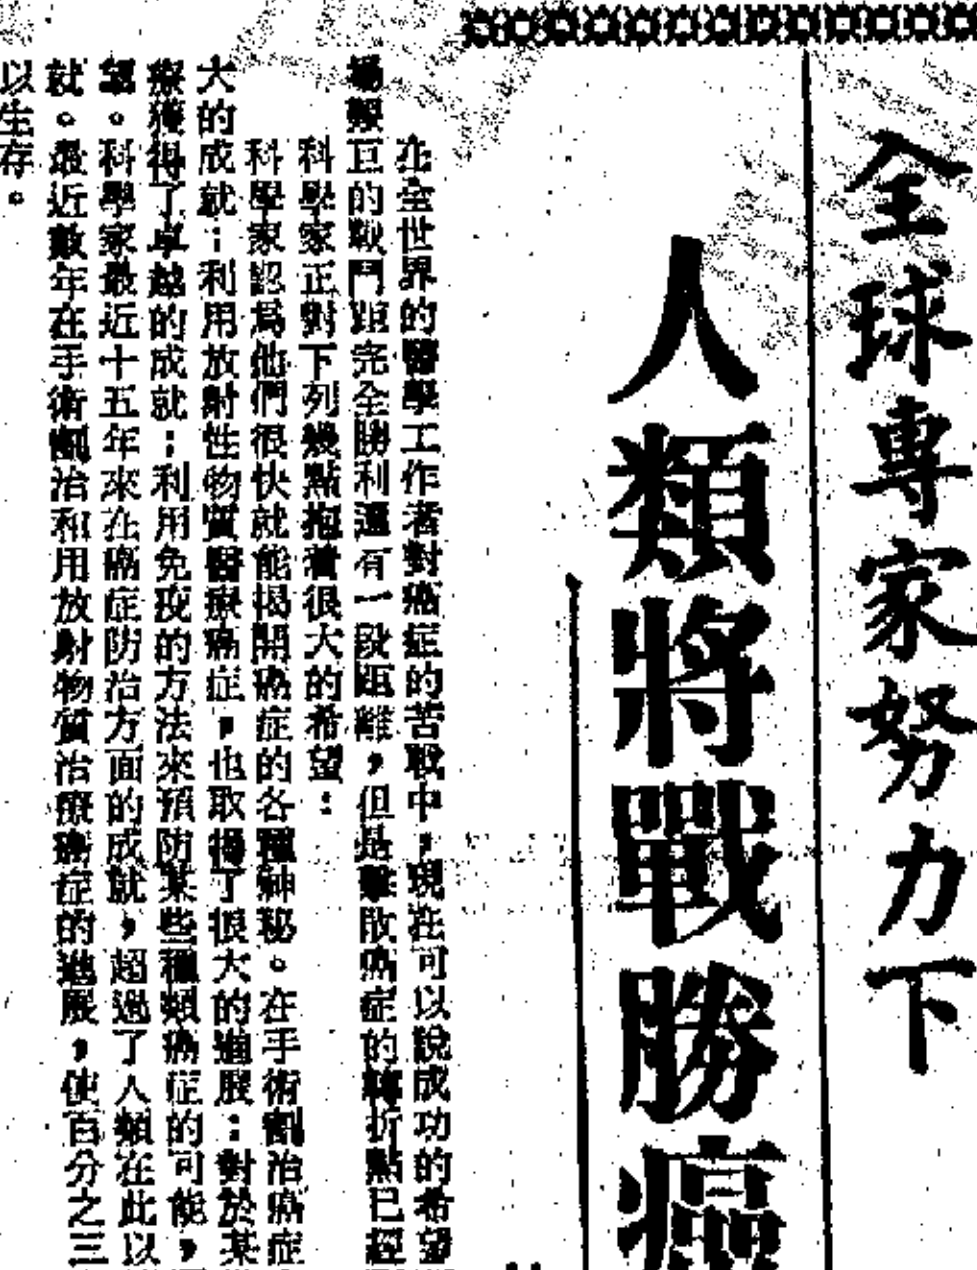 全球專家努力下
人類將戰勝癌
在全世界的醫學工作者對癌症的苦戰中，現在可以說成功的希望
場艱巨的戰鬥距完全勝利還有一段距離，但是擊敗癌症的轉折點已經
科學家正對下列幾點抱着很大的希望：
科學家認爲他們很快就能揭開癌症的各種神秘。在手術割治癌症
大的成就；利用放射性物質醫療癌症，也取得了很大的進展：對於某
療獲得了卓越的成就；利用免疫的方法來預防某些種類癌症的可能，
望。科學家最近十五年來在癌症防治方面的成就，超過了人類在此以
就。最近數年在手術割治和用放射物質治療癌症的進展，使百分之三
以生存。